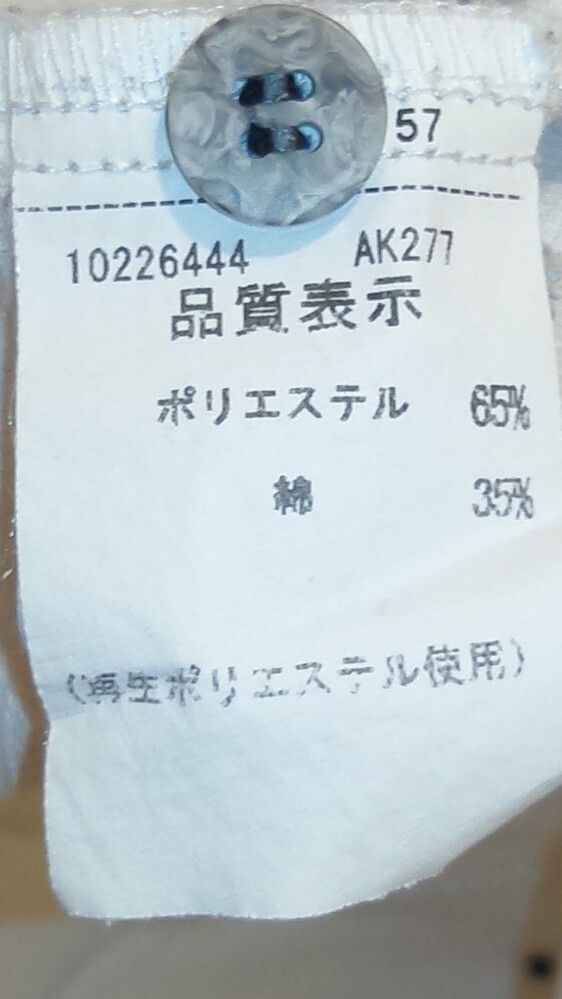 57
10226444 AK277
品質表示
ポリエステル 65%
綿 35%
(再生ポリエステル使用)